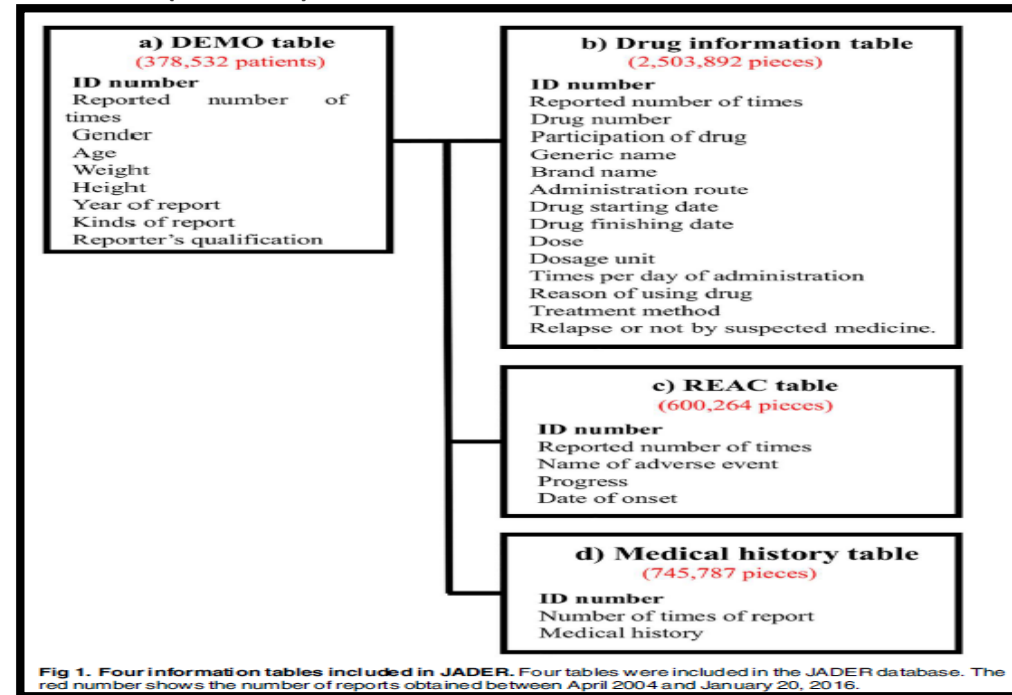 a) DEMO table
(378,532 patients)
ID number
Reported number of
times
Gender
Age
Weight
Height
Year of report
Kinds of report
Reporter's qualification
b) Drug information table
(2,503,892 pieces)
ID number
Reported number of times
Drug number
Participation of drug
Generic name
Brand name
Administration route
Drug starting date
Drug finishing date
Dose
Dosage unit
Times per day of administration
Reason of using drug
Treatment method
Relapse or not by suspected medicine.
c) REAC table
(600,264 pieces)
ID number
Reported number of times
Name of adverse event
Progress
Date of onset
d) Medical history table
(745,787 pieces)
ID number
Number of times of report
Medical history
Fig 1. Four information tables included in JADER. Four tables were included in the JADER database. The
red number shows the number of reports obtained between April 2004 and January 20, 2016.